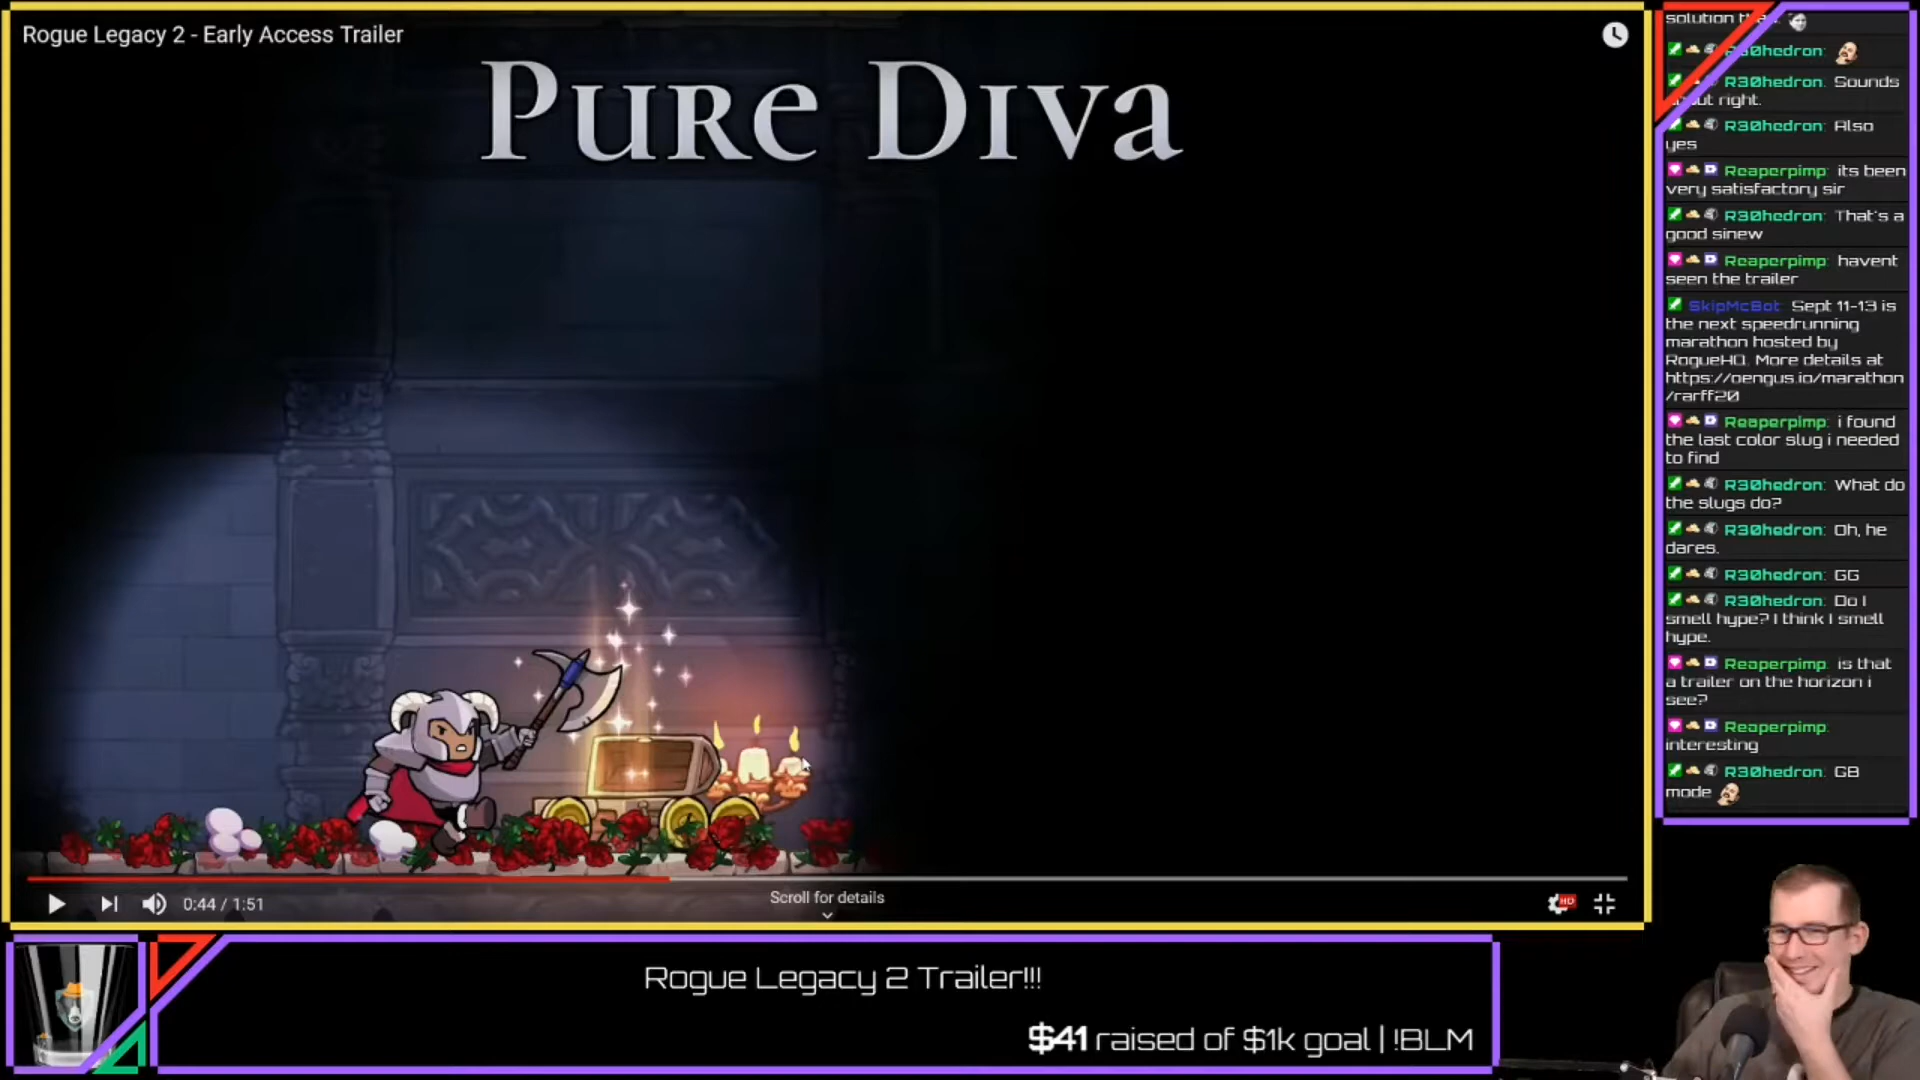 Rogue Legacy 2 - Early Access Trailer
Pure Diva
0:44 / 1:51
Scroll for details
HD
Rogue Legacy 2 Trailer!!!
$41 raised of $1k goal | !BLM
solution
R30hedron:
R30hedron: Sounds
right.
R30hedron: Also
yes
Reaperpimp: its been
very satisfactory sir
R30hedron: That's a
good sinew
Reaperpimp: havent
seen the trailer
SkipMcBot: Sept 11-13 is
the next speedrunning
marathon hosted by
RogueHQ. More details at
https://oengus.io/marathon
/rarff20
Reaperpimp: i found
the last color slug i needed
to find
R30hedron: What do
the slugs do?
R30hedron: Oh, he
dares.
R30hedron: GG
R30hedron: Do I
smell hype? I think I smell
hype.
Reaperpimp: is that
a trailer on the horizon i
see?
Reaperpimp:
interesting
R30hedron: GB
mode